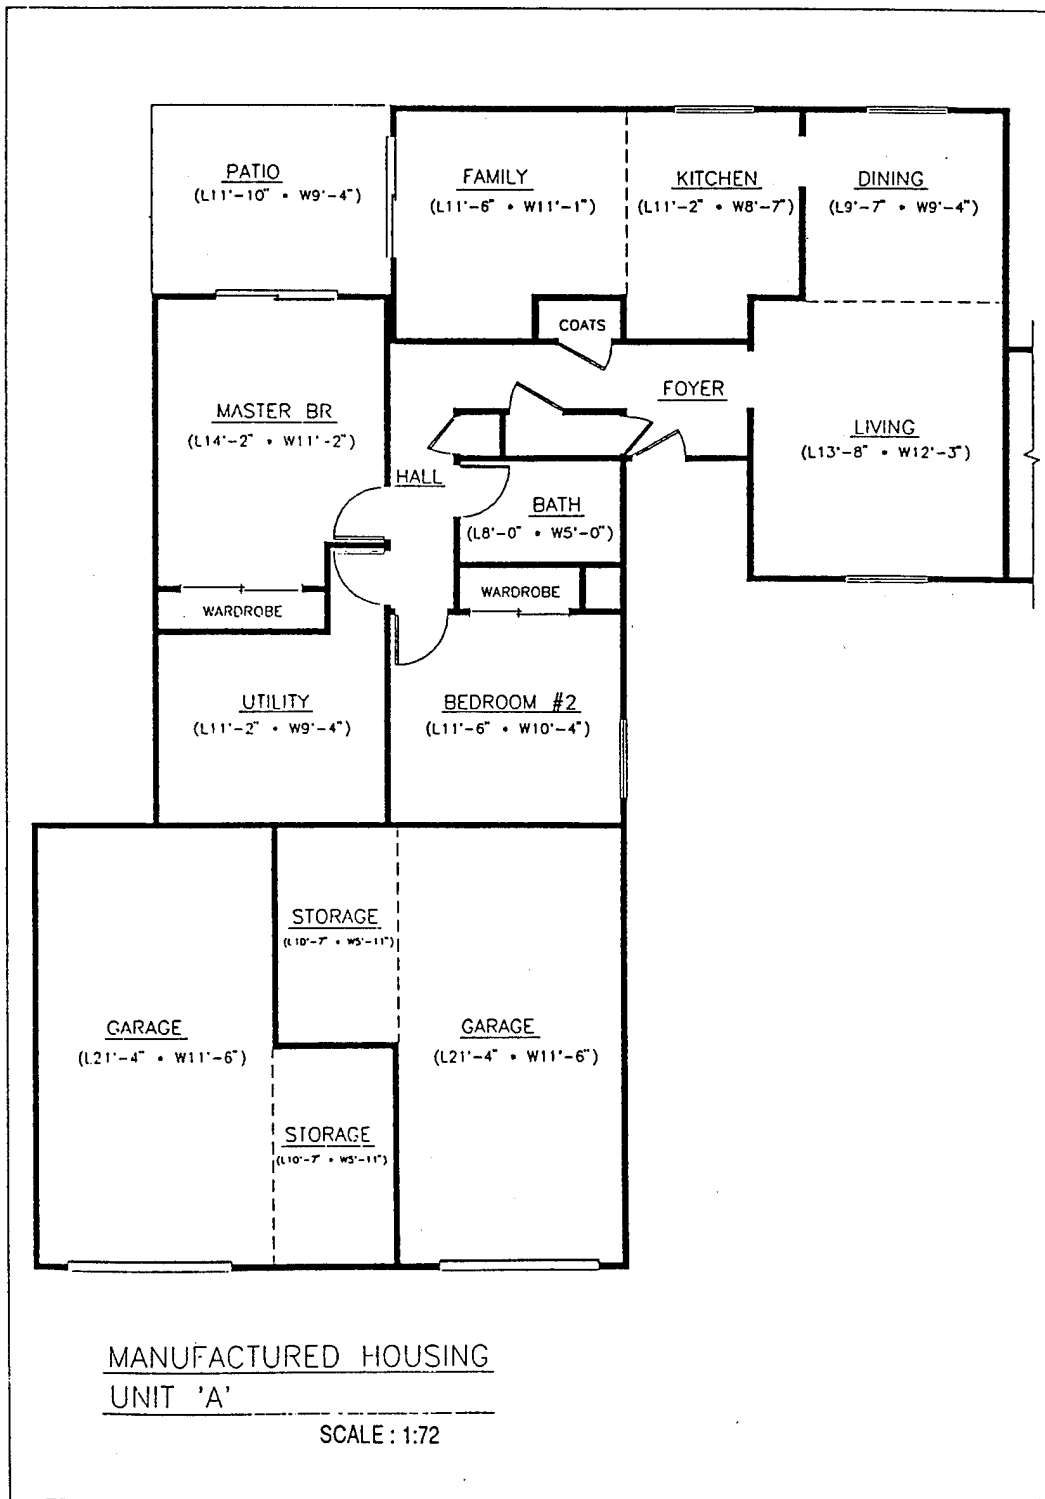 PATIO
(L11'-10" • W9'-4")
FAMILY
(L11'-6" • W11'-1")
KITCHEN
(L11'-2" • W8'-7")
DINING
(L9'-7" • W9'-4")
COATS
FOYER
MASTER BR
(L14'-2" • W11'-2")
LIVING
(L13'-8" • W12'-3")
HALL
BATH
(L8'-0" • W5'-0")
WARDROBE
WARDROBE
UTILITY
(L11'-2" • W9'-4")
BEDROOM #2
(L11'-6" • W10'-4")
STORAGE
(L10'-7" • W5'-11")
GARAGE
(L21'-4" • W11'-6")
GARAGE
(L21'-4" • W11'-6")
STORAGE
(L10'-7" • W5'-11")
MANUFACTURED HOUSING
UNIT 'A'
SCALE : 1:72